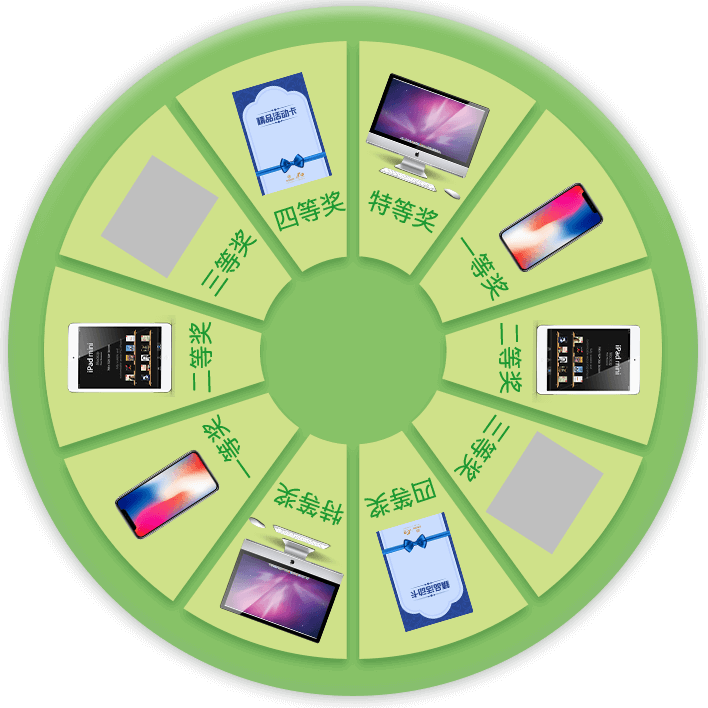 特等奖
一等奖
iPad mini
二等奖
三等奖
精品活动卡
四等奖
特等奖
一等奖
iPad mini
二等奖
三等奖
精品活动卡
四等奖